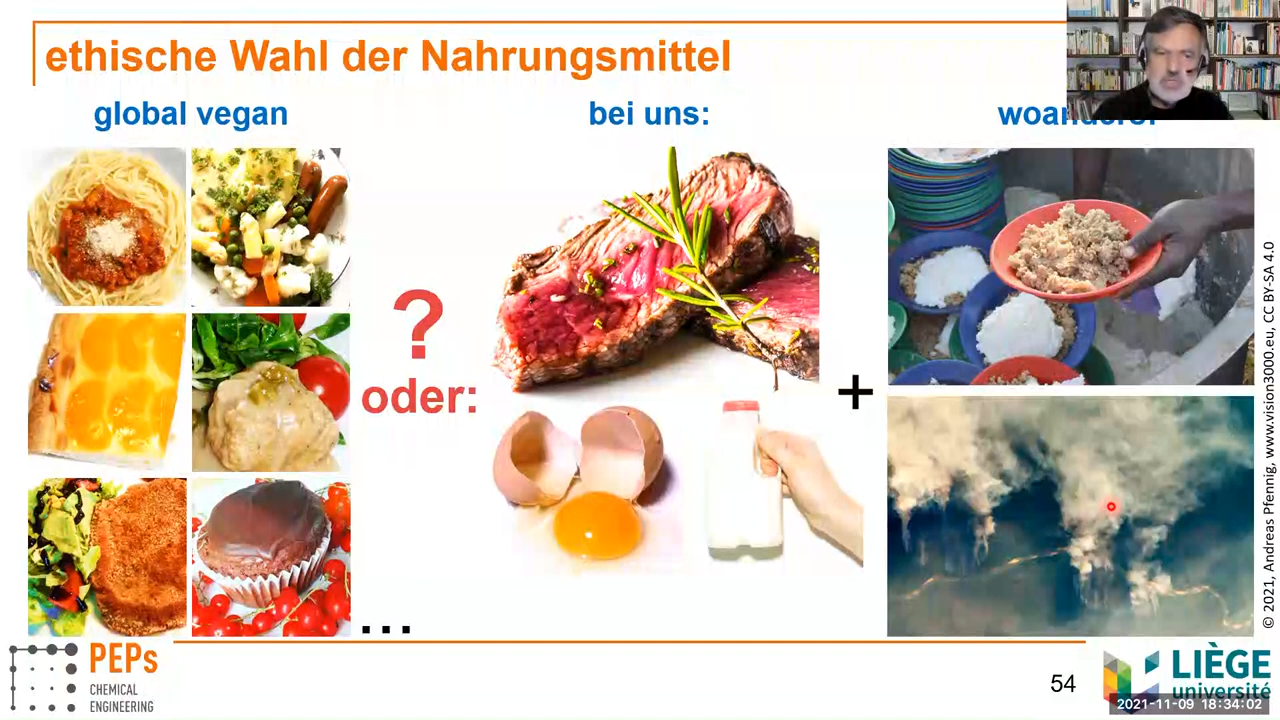 ethische Wahl der Nahrungsmittel
global vegan
bei uns:
?
oder:
+
...
© 2021, Andreas Pfennig, www.vision3000.eu, CC BY-SA 4.0
PEPs
CHEMICAL
ENGINEERING
54
LIÈGE
université
2021-11-09 18:34:02